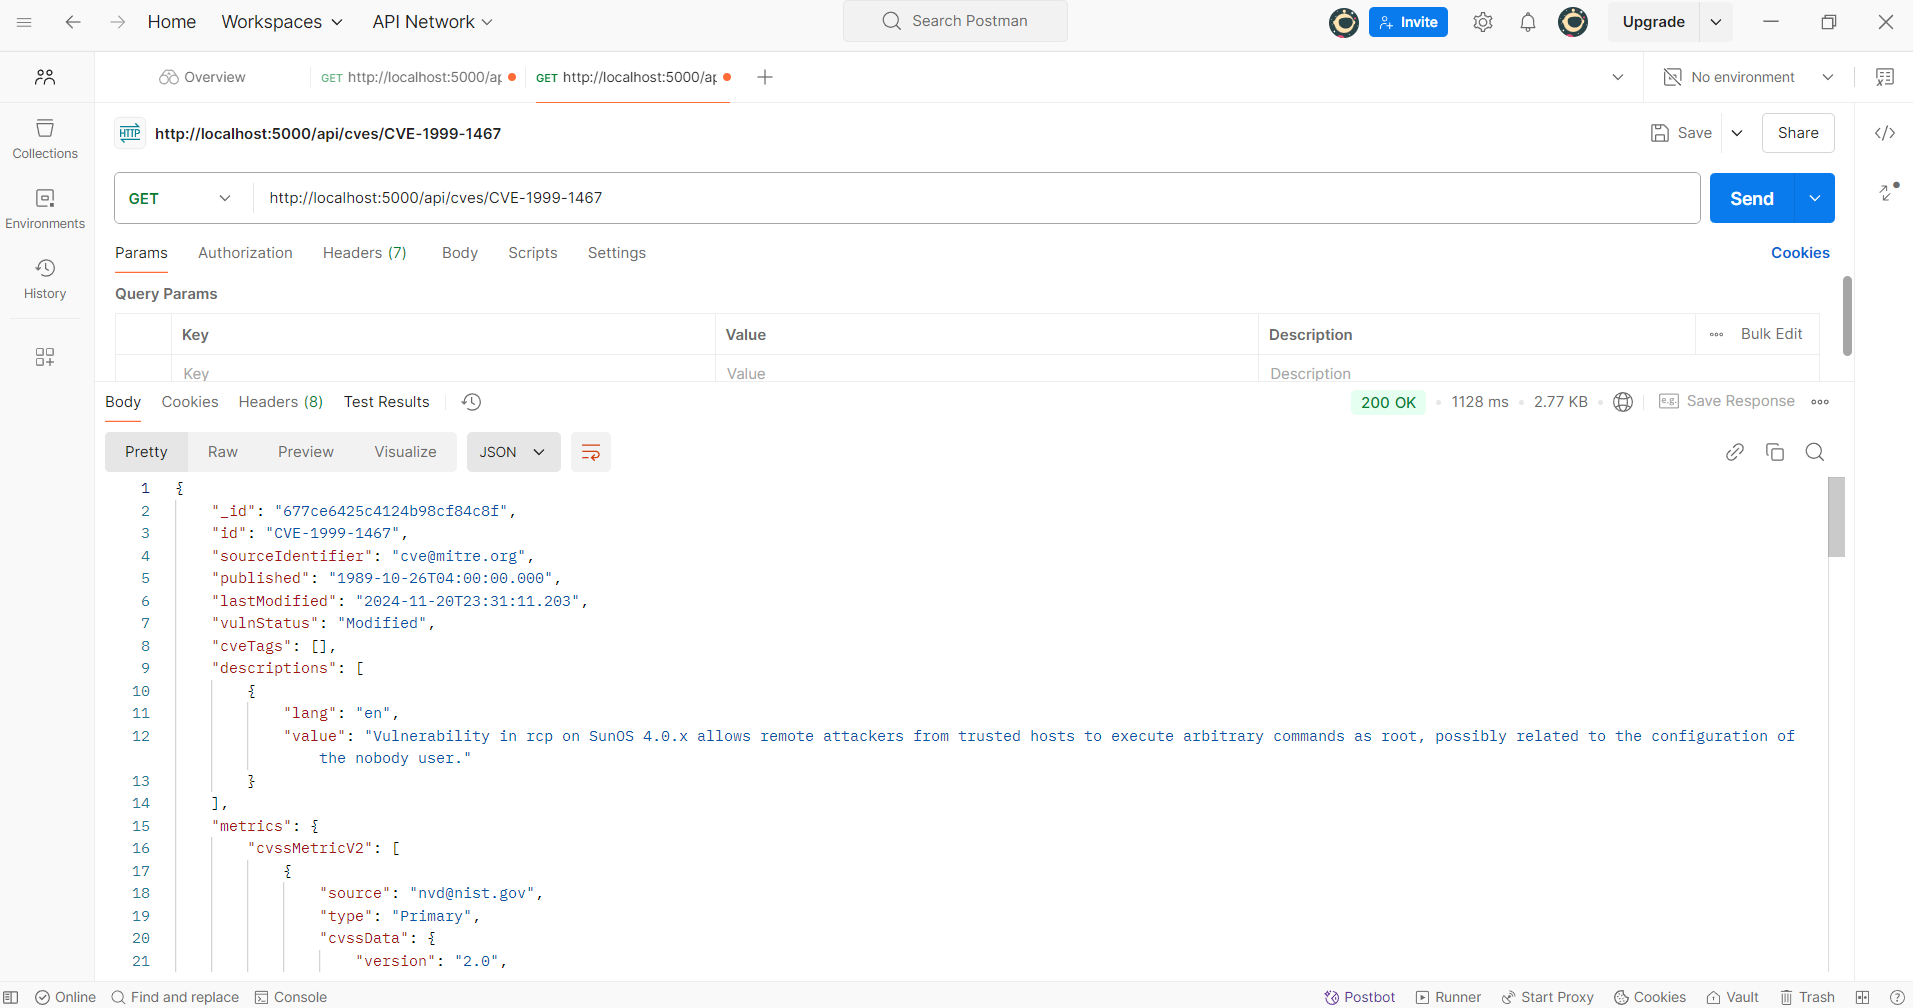 Home Workspaces API Network Search Postman Invite Upgrade
Overview GET http://localhost:5000/ap GET http://localhost:5000/ap No environment
HTTP http://localhost:5000/api/cves/CVE-1999-1467 Save Share
Collections
GET http://localhost:5000/api/cves/CVE-1999-1467 Send
Environments
Params Authorization Headers (7) Body Scripts Settings Cookies
History
Query Params
Key Value Description Bulk Edit
Key Value Description
Body Cookies Headers (8) Test Results 200 OK 1128 ms 2.77 KB e.g. Save Response
Pretty Raw Preview Visualize JSON
1 {
2 "_id": "677ce6425c4124b98cf84c8f",
3 "id": "CVE-1999-1467",
4 "sourceIdentifier": "cve@mitre.org",
5 "published": "1989-10-26T04:00:00.000",
6 "lastModified": "2024-11-20T23:31:11.203",
7 "vulnStatus": "Modified",
8 "cveTags": [],
9 "descriptions": [
10 {
11 "lang": "en",
12 "value": "Vulnerability in rcp on SunOS 4.0.x allows remote attackers from trusted hosts to execute arbitrary commands as root, possibly related to the configuration of
the nobody user."
13 }
14 ],
15 "metrics": {
16 "cvssMetricV2": [
17 {
18 "source": "nvd@nist.gov",
19 "type": "Primary",
20 "cvssData": {
21 "version": "2.0",
Online Find and replace Console Postbot Runner Start Proxy Cookies Vault Trash